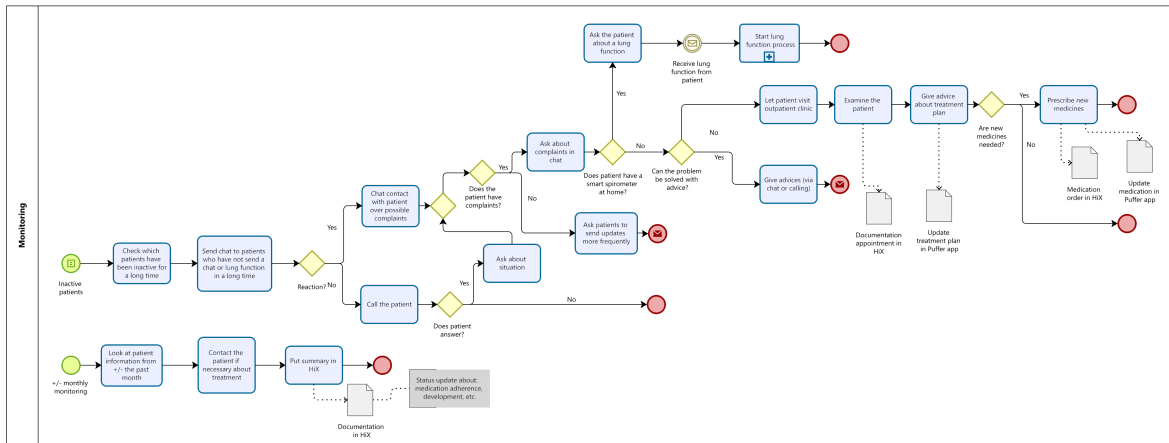 Monitoring
Ask the patient
about a lung
function
Receive lung
function from
patient
Start lung
function process
Yes
Let patient visit
outpatient clinic
Examine the
patient
Give advice
about treatment
plan
Yes
Prescribe new
medicines
Are new
medicines
needed?
No
No
Ask about
complaints in
chat
No
Does patient have a
smart spirometer
at home?
Can the problem
be solved with
advice?
Yes
Give advices (via
chat or calling)
Medication
order in HiX
Update
medication in
Puffer app
Documentation
appointment in
HiX
Update
treatment plan
in Puffer app
Yes
Does the
patient have
complaints?
No
Chat contact
with patient
over possible
complaints
Yes
Ask patients to
send updates
more frequently
Inactive
patients
Check which
patients have
been inactive for
a long time
Send chat to patients
who have not send a
chat or lung function
in a long time
Reaction?
No
Ask about
situation
Yes
Call the patient
Does patient
answer?
No
+/- monthly
monitoring
Look at patient
information from
+/- the past
month
Contact the
patient if
necessary about
treatment
Put summary in
HiX
Documentation
in HiX
Status update about:
medication adherence,
development, etc.